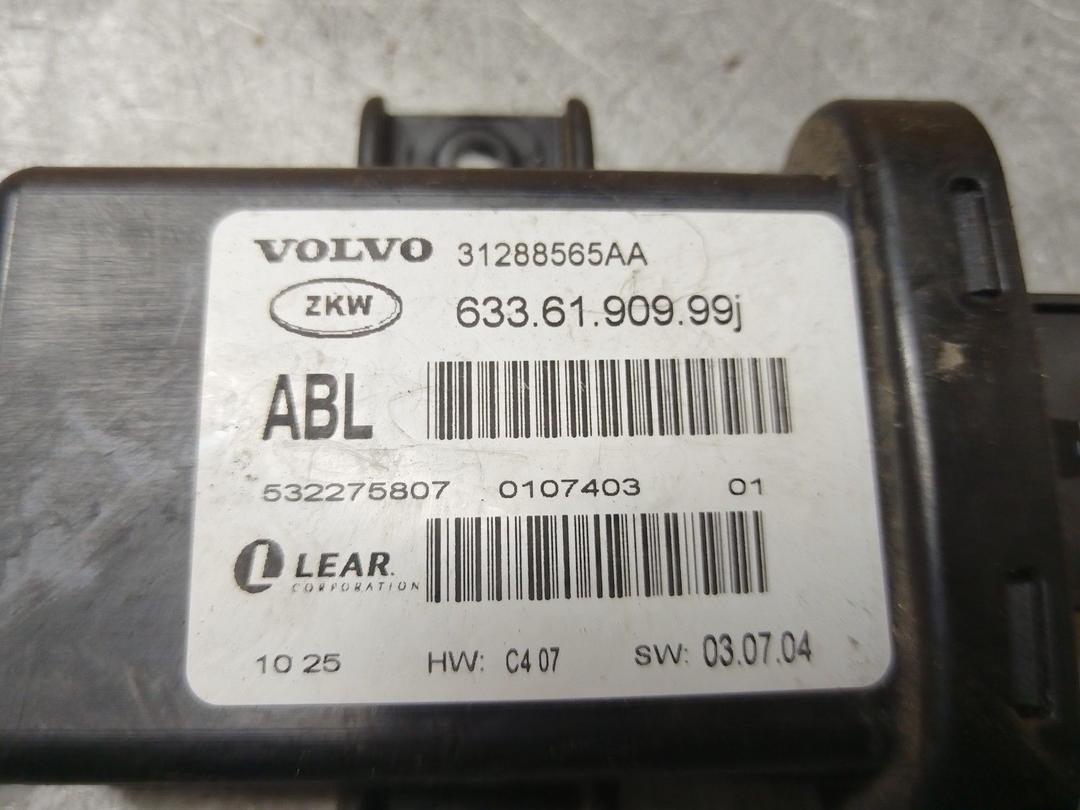 VOLVO 31288565AA
ZKW 633.61.909.99j
ABL
532275807 0107403 01
L LEAR.
CORPORATION
10 25 HW: C4 07 SW: 03.07.04